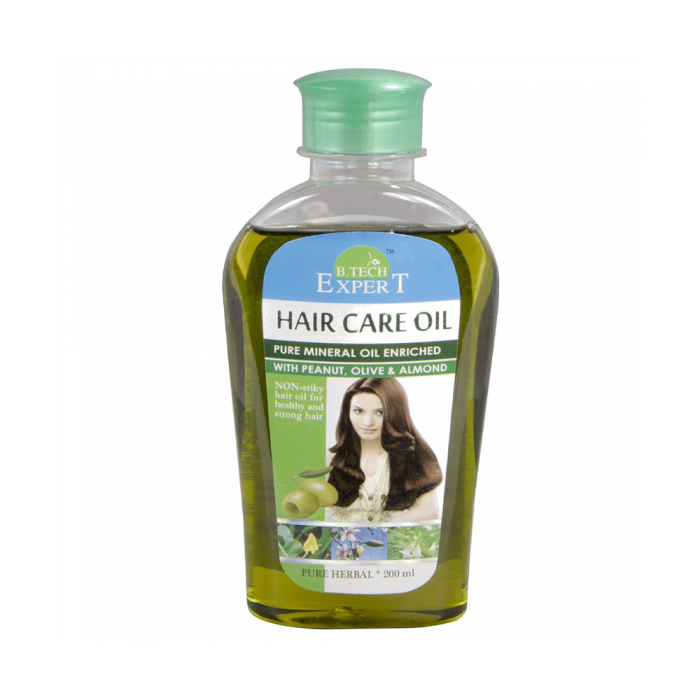 B.TECH ™
EXPERT
HAIR CARE OIL
PURE MINERAL OIL ENRICHED
WITH PEANUT, OLIVE & ALMOND
NON-stiky
hair oil for
healthy and
strong hair
PURE HERBAL * 200 ml